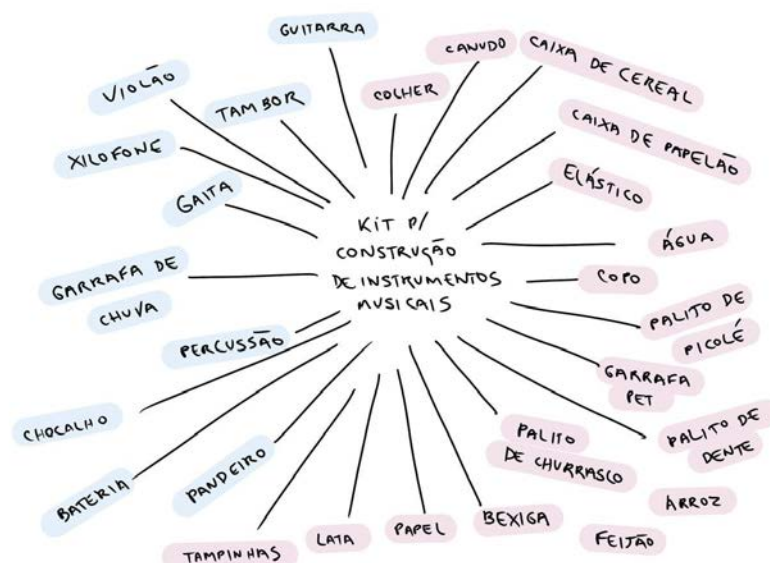 GUITARRA
CANUDO
CAIXA DE CEREAL
VIOLÃO
TAMBOR
COLHER
CAIXA DE PAPELÃO
XILOFONE
GAITA
ELÁSTICO
KIT P/
CONSTRUÇÃO
DE INSTRUMENTOS
MUSICAIS
ÁGUA
GARRAFA DE
CHUVA
COPO
PALITO DE
PICOLÉ
PERCUSSÃO
GARRAFA
PET
CHOCALHO
PALITO
DE CHURRASCO
PALITO DE
DENTE
BATERIA
PANDEIRO
ARROZ
TAMPINHAS
LATA
PAPEL
BEXIGA
FEIJÃO